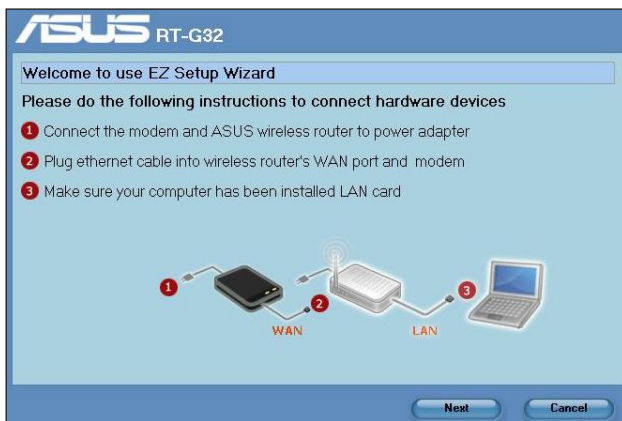 ASUS RT-G32
Welcome to use EZ Setup Wizard
Please do the following instructions to connect hardware devices
1 Connect the modem and ASUS wireless router to power adapter
2 Plug ethernet cable into wireless router's WAN port and modem
3 Make sure your computer has been installed LAN card
1
2
3
WAN
LAN
Next
Cancel